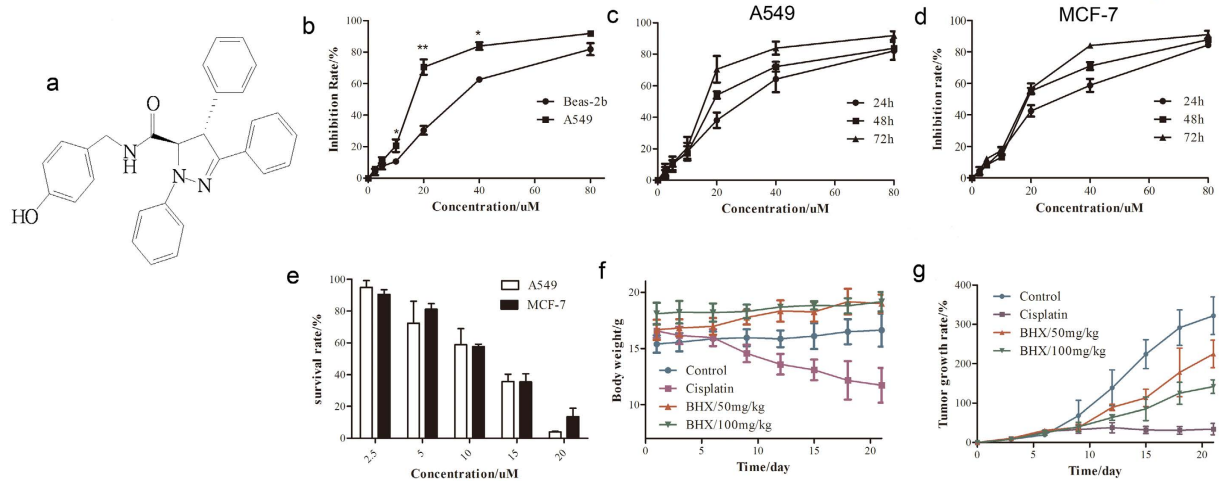 a
O
N
H
N
N
HO
b
Inhibition Rate/%
100
80
60
40
20
0
**
*
*
Beas-2b
A549
0 20 40 60 80
Concentration/uM
c
A549
Inhibition Rate/%
100
80
60
40
20
0
24h
48h
72h
0 20 40 60 80
Concentration/uM
d
MCF-7
Inhibition rate/%
100
80
60
40
20
0
24h
48h
72h
0 20 40 60 80
Concentration/uM
e
survival rate/%
100
80
60
40
20
0
A549
MCF-7
2.5 5 10 15 20
Concentration/uM
f
Body weight/g
20
15
10
Control
Cisplatin
BHX/50mg/kg
BHX/100mg/kg
0 5 10 15 20
Time/day
g
Tumor growth rate/%
400
300
200
100
0
Control
Cisplatin
BHX/50mg/kg
BHX/100mg/kg
0 5 10 15 20
Time/day